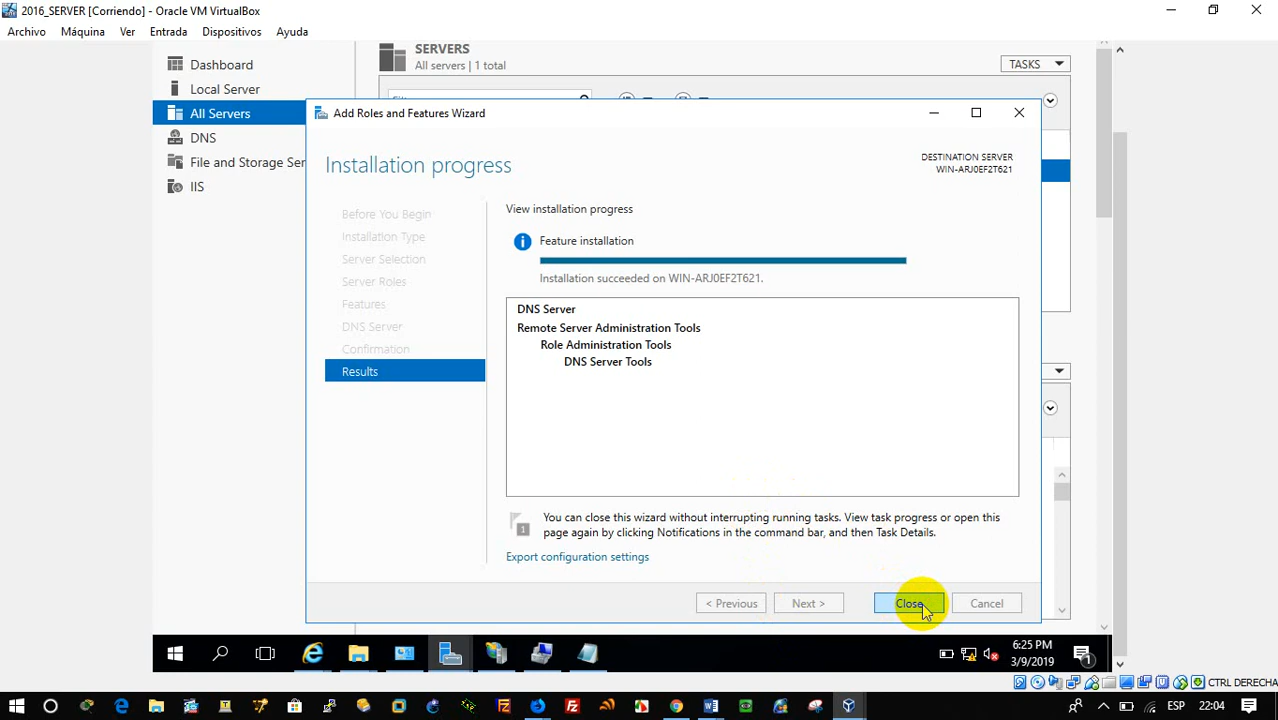 2016_SERVER [Corriendo] - Oracle VM VirtualBox
Archivo Máquina Ver Entrada Dispositivos Ayuda
Dashboard
Local Server
All Servers
DNS
File and Storage Ser
IIS
SERVERS
All servers | 1 total
TASKS
Add Roles and Features Wizard
Installation progress
DESTINATION SERVER
WIN-ARJ0EF2T621
Before You Begin
Installation Type
Server Selection
Server Roles
Features
DNS Server
Confirmation
Results
View installation progress
Feature installation
Installation succeeded on WIN-ARJ0EF2T621.
DNS Server
Remote Server Administration Tools
Role Administration Tools
DNS Server Tools
1
You can close this wizard without interrupting running tasks. View task progress or open this
page again by clicking Notifications in the command bar, and then Task Details.
Export configuration settings
< Previous Next > Close Cancel
6:25 PM
3/9/2019
1
CTRL DERECHA
ESP 22:04